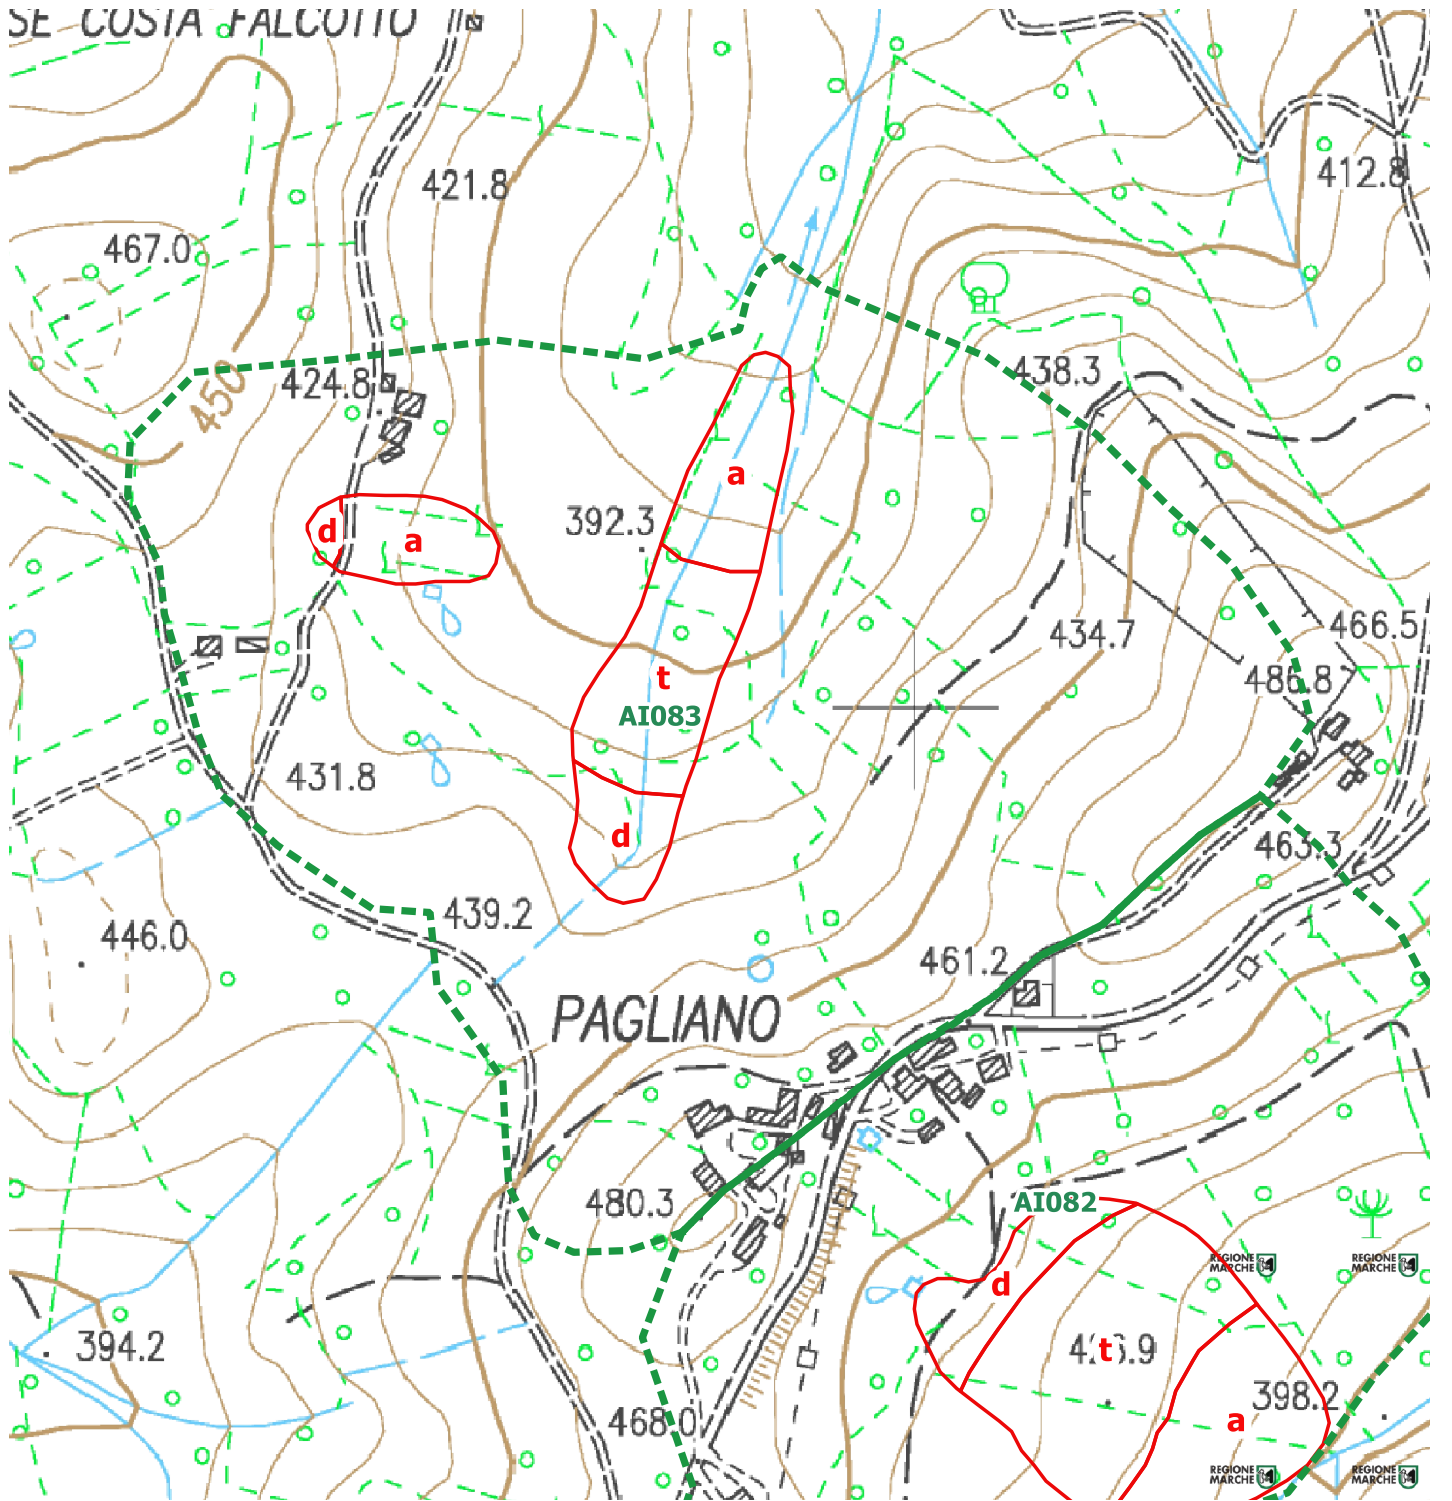 SE COSTA FALCOTTO
421.8
412.8
467.0
438.3
424.8
450
a
392.3
d
a
434.7
466.5
t
486.8
AI083
431.8
d
463.3
439.2
446.0
461.2
PAGLIANO
480.3
AI082
REGIONE MARCHE
REGIONE MARCHE
d
394.2
t
398.2
468.0
a
REGIONE MARCHE
REGIONE MARCHE